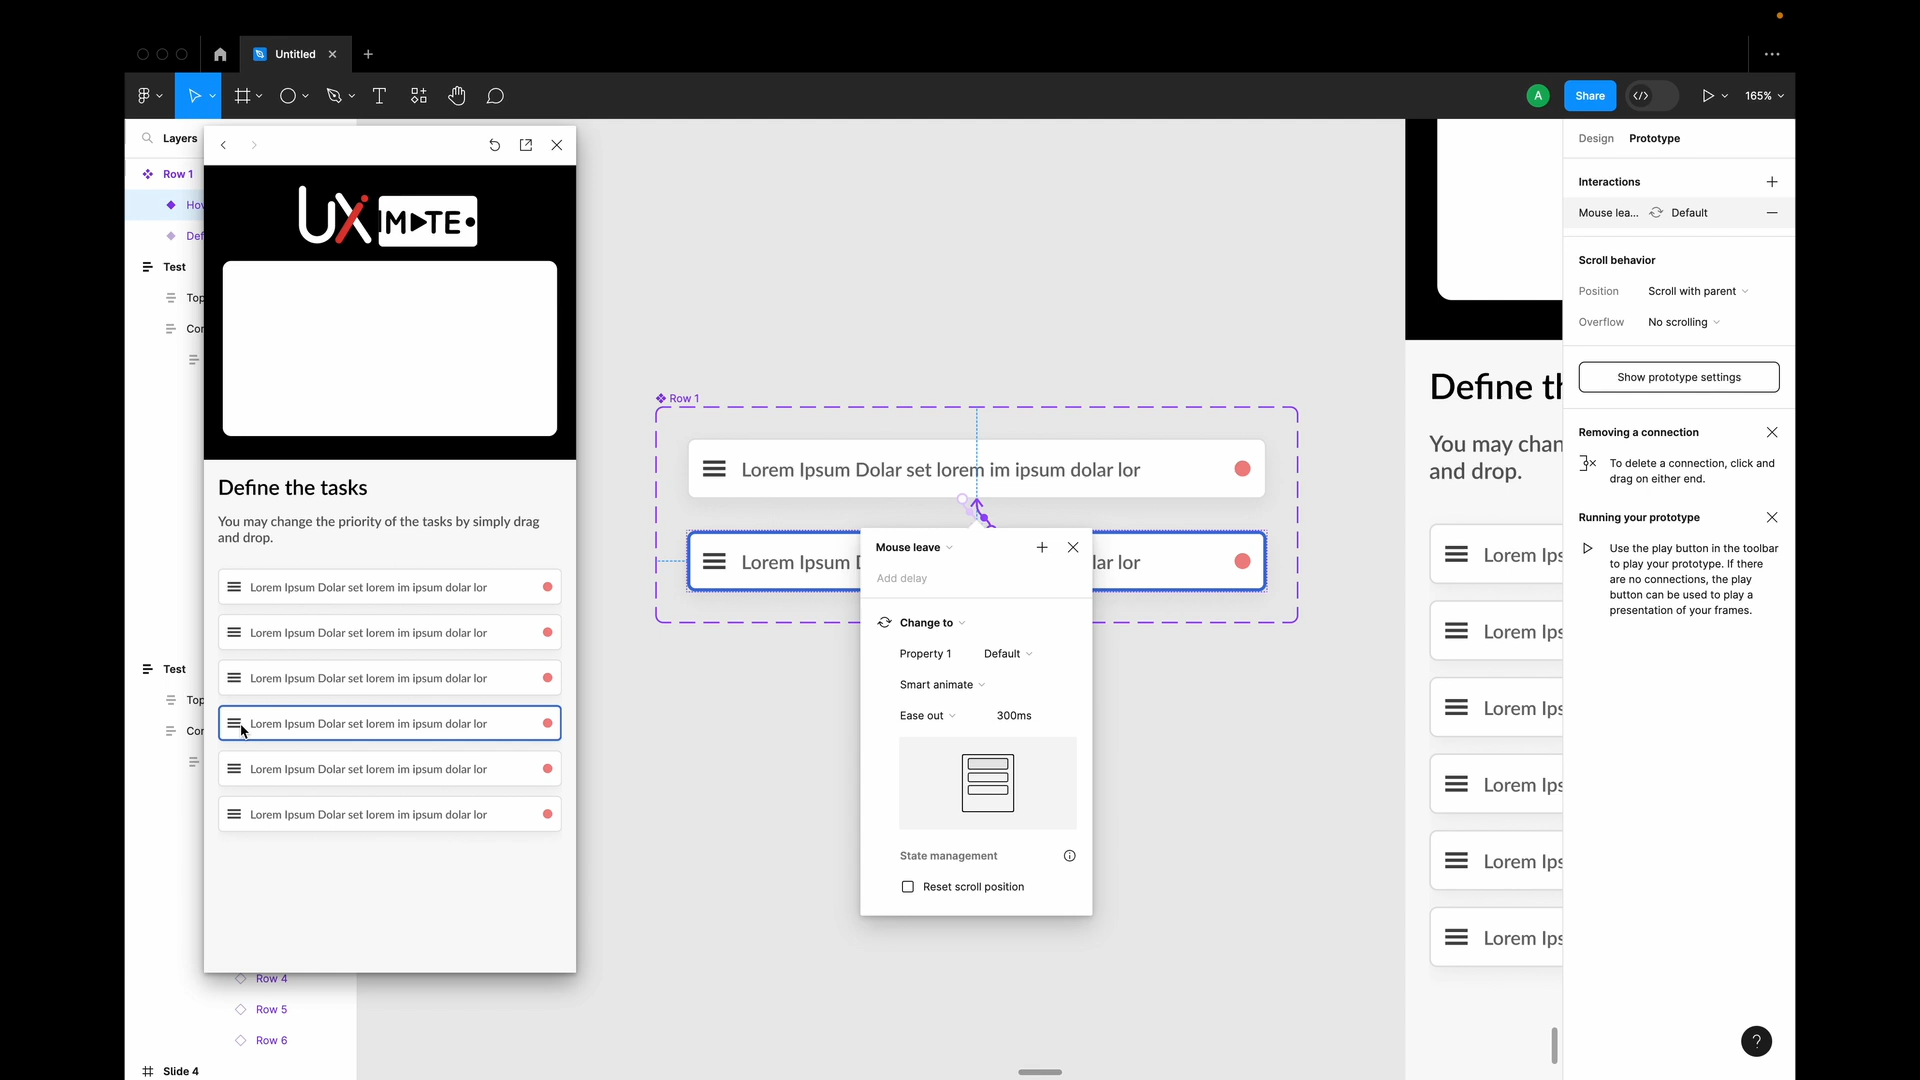 Untitled
Share
A
165%
Layers
Row 1
Hov
Def
Test
Top
Con
Test
Top
Con
Row 4
Row 5
Row 6
Slide 4
UX MATE
Define the tasks
You may change the priority of the tasks by simply drag
and drop.
Lorem Ipsum Dolar set lorem im ipsum dolar lor
Lorem Ipsum Dolar set lorem im ipsum dolar lor
Lorem Ipsum Dolar set lorem im ipsum dolar lor
Lorem Ipsum Dolar set lorem im ipsum dolar lor
Lorem Ipsum Dolar set lorem im ipsum dolar lor
Lorem Ipsum Dolar set lorem im ipsum dolar lor
Row 1
Lorem Ipsum Dolar set lorem im ipsum dolar lor
Lorem Ipsum D lar lor
Mouse leave
Add delay
Change to
Property 1 Default
Smart animate
Ease out 300ms
State management
Reset scroll position
Define th
You may chan
and drop.
Lorem Ips
Lorem Ips
Lorem Ips
Lorem Ips
Lorem Ips
Lorem Ips
Design Prototype
Interactions
Mouse lea... Default
Scroll behavior
Position Scroll with parent
Overflow No scrolling
Show prototype settings
Removing a connection
To delete a connection, click and
drag on either end.
Running your prototype
Use the play button in the toolbar
to play your prototype. If there
are no connections, the play
button can be used to play a
presentation of your frames.
?